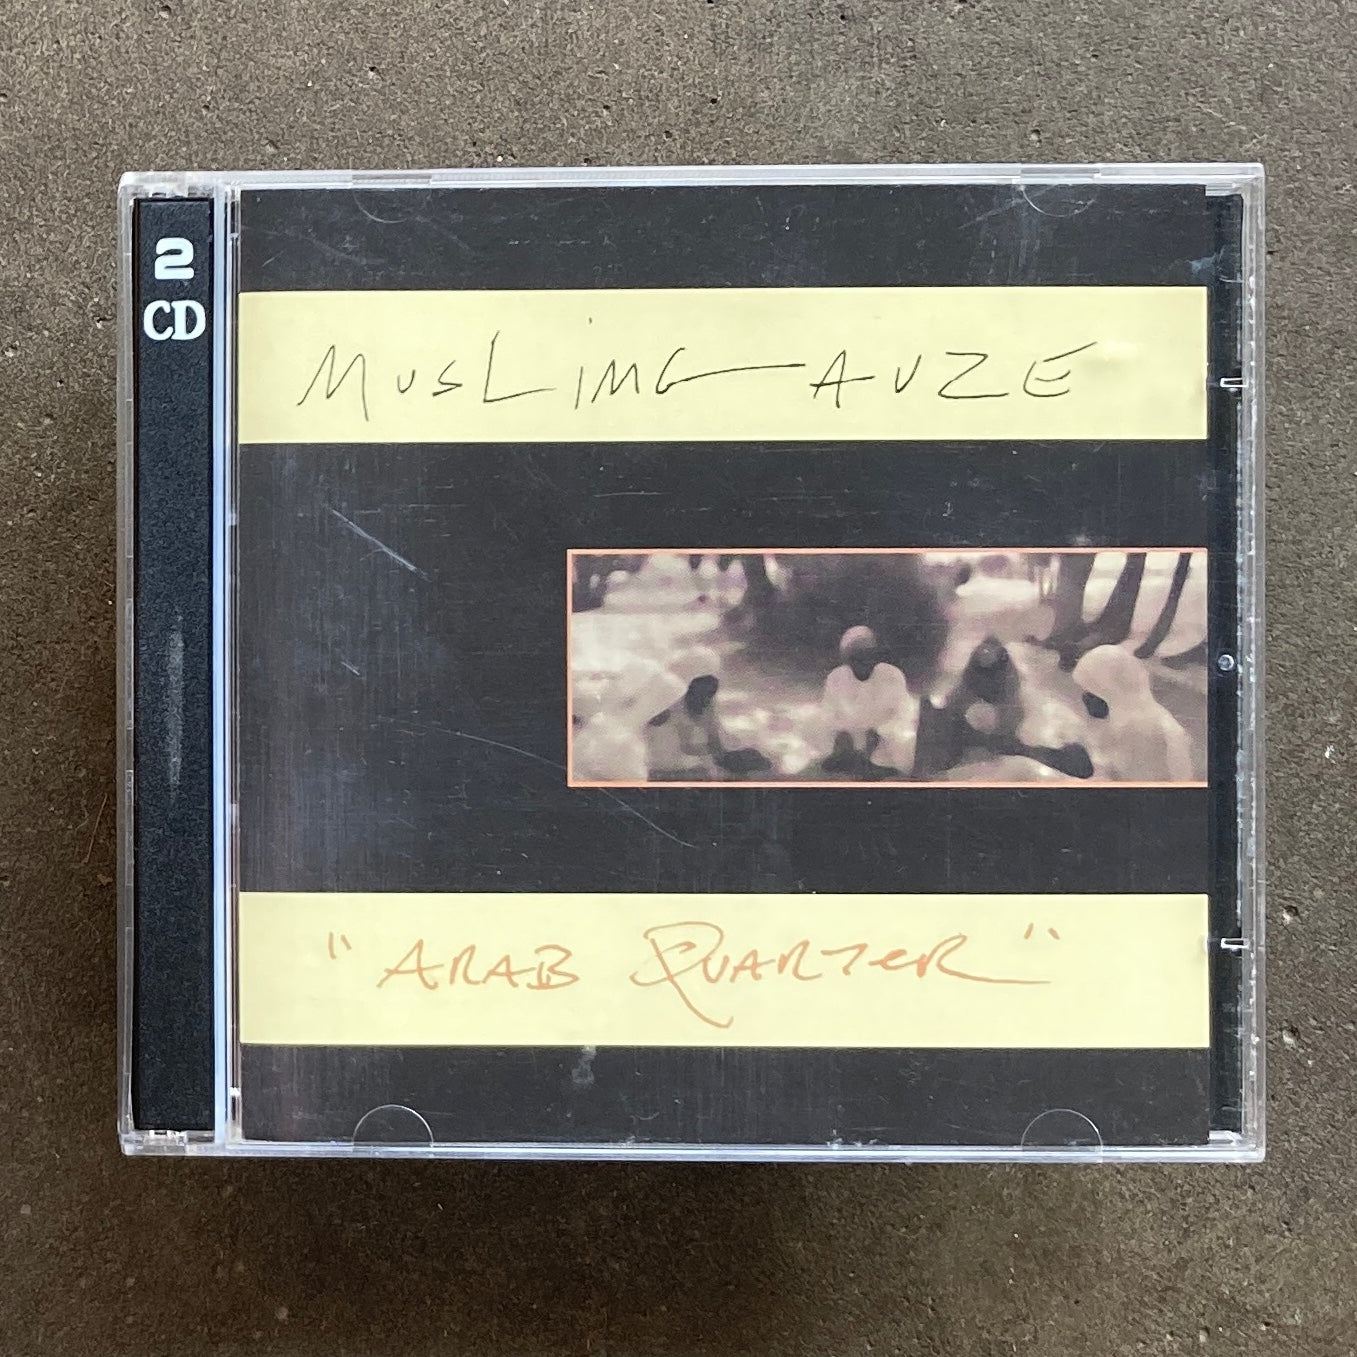 2
CD
MUSLiMGAUZE
"ARAB QUARTER"